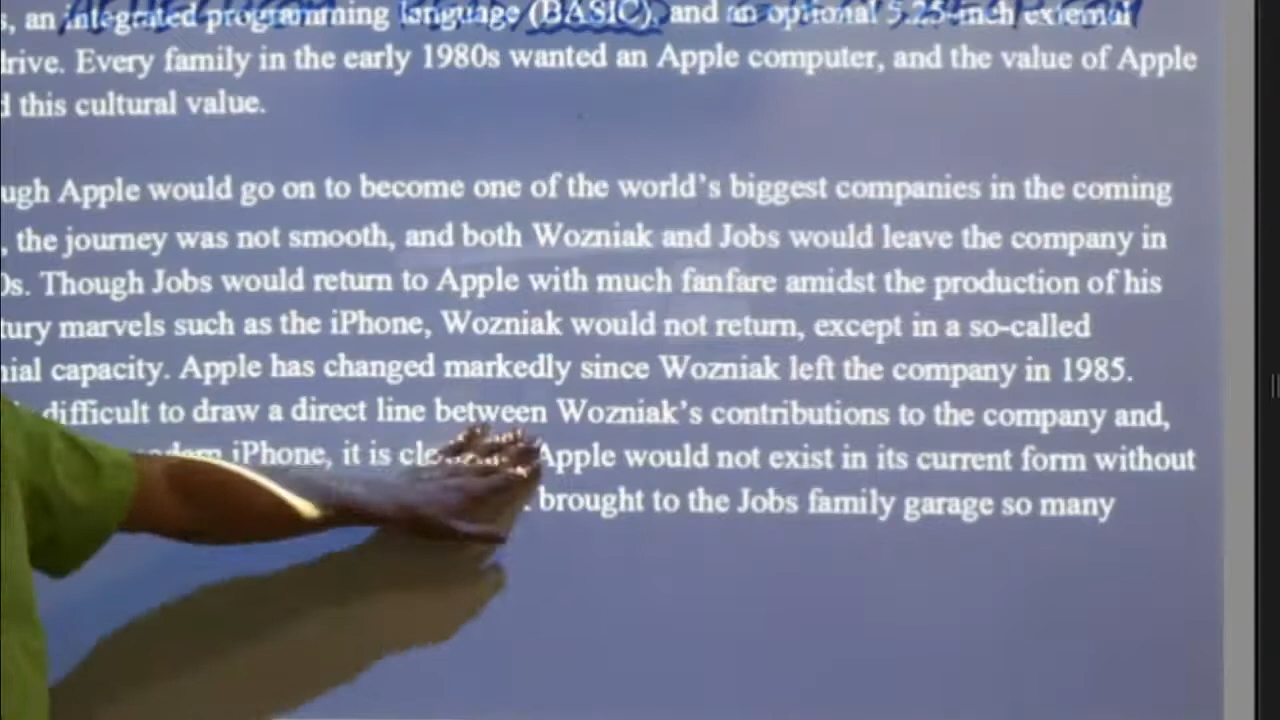 s, an integrated programming language (BASIC), and an optional 5.25-inch external
drive. Every family in the early 1980s wanted an Apple computer, and the value of Apple
d this cultural value.
ugh Apple would go on to become one of the world's biggest companies in the coming
, the journey was not smooth, and both Wozniak and Jobs would leave the company in
0s. Though Jobs would return to Apple with much fanfare amidst the production of his
tury marvels such as the iPhone, Wozniak would not return, except in a so-called
nial capacity. Apple has changed markedly since Wozniak left the company in 1985.
difficult to draw a direct line between Wozniak's contributions to the company and,
modern iPhone, it is Apple would not exist in its current form without
brought to the Jobs family garage so many